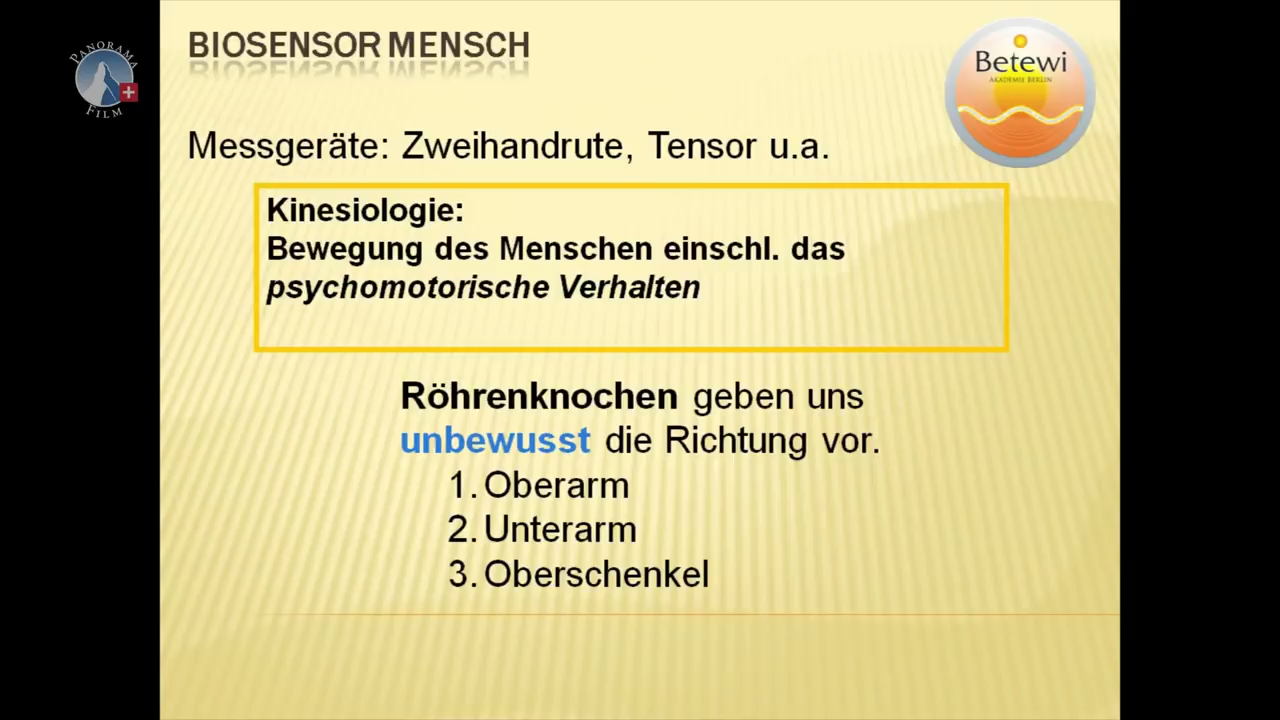 BIOSENSOR MENSCH
PANORAMA
FILM
Betewi
AKADEMIE BERLIN
Messgeräte: Zweihandrute, Tensor u.a.
Kinesiologie:
Bewegung des Menschen einschl. das
psychomotorische Verhalten
Röhrenknochen geben uns
unbewusst die Richtung vor.
1. Oberarm
2. Unterarm
3. Oberschenkel